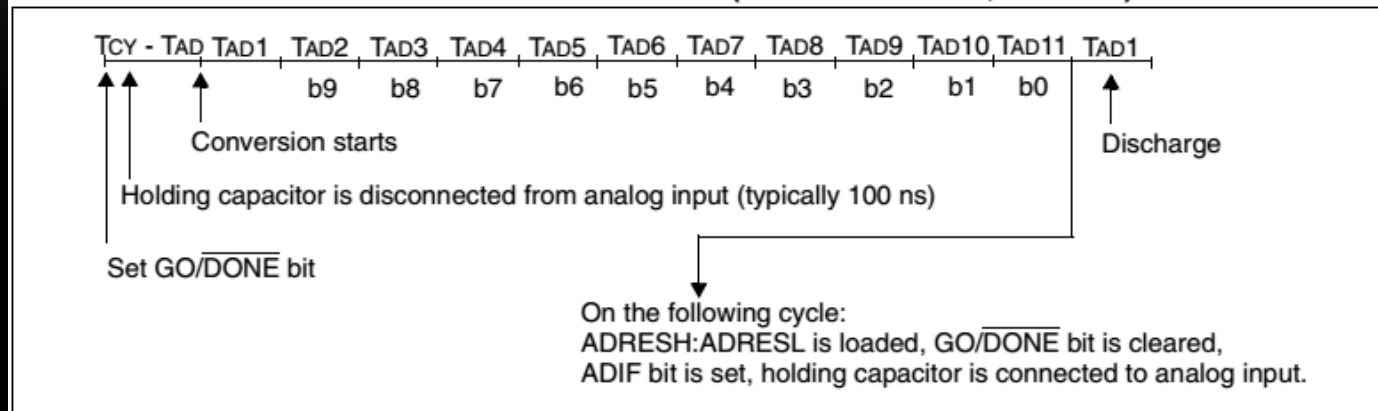 TCY - TAD TAD1 TAD2 TAD3 TAD4 TAD5 TAD6 TAD7 TAD8 TAD9 TAD10 TAD11 TAD1
b9 b8 b7 b6 b5 b4 b3 b2 b1 b0
Conversion starts
Discharge
Holding capacitor is disconnected from analog input (typically 100 ns)
Set GO/DONE bit
On the following cycle:
ADRESH:ADRESL is loaded, GO/DONE bit is cleared,
ADIF bit is set, holding capacitor is connected to analog input.